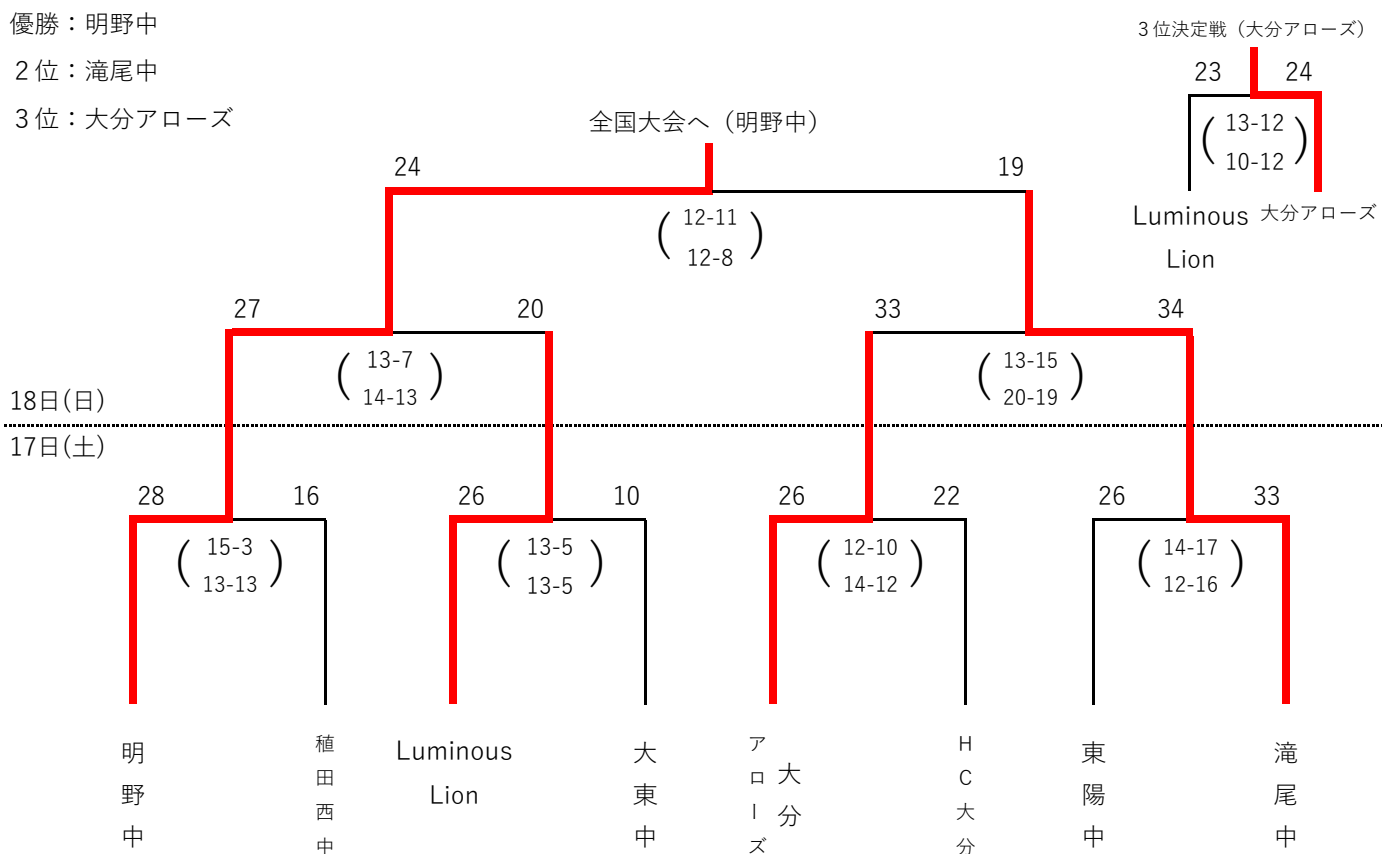 優勝：明野中
２位：滝尾中
３位：大分アローズ
３位決定戦（大分アローズ）
23 24
13-12
10-12
Luminous Lion
大分アローズ
全国大会へ（明野中）
24 19
12-11
12-8
27 20
13-7
14-13
33 34
13-15
20-19
18日(日)
17日(土)
28 16
15-3
13-13
26 10
13-5
13-5
26 22
12-10
14-12
26 33
14-17
12-16
明野中
稙田西中
Luminous
Lion
大東中
大分
アローズ
HC大分
東陽中
滝尾中